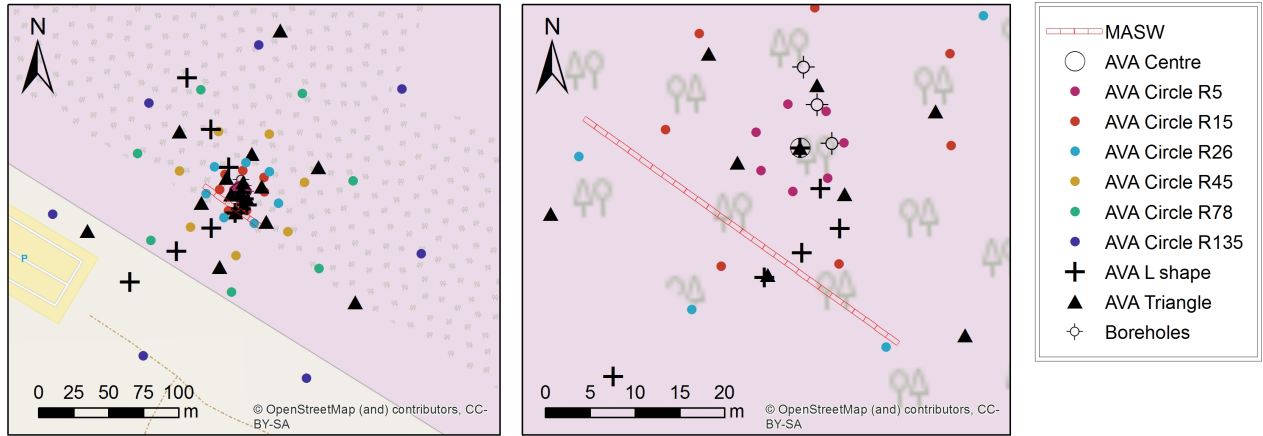 N
P
0 25 50 75 100
m
© OpenStreetMap (and) contributors, CC-
BY-SA
N
0 5 10 15 20
m
© OpenStreetMap (and) contributors, CC-
BY-SA
MASW
AVA Centre
AVA Circle R5
AVA Circle R15
AVA Circle R26
AVA Circle R45
AVA Circle R78
AVA Circle R135
AVA L shape
AVA Triangle
Boreholes